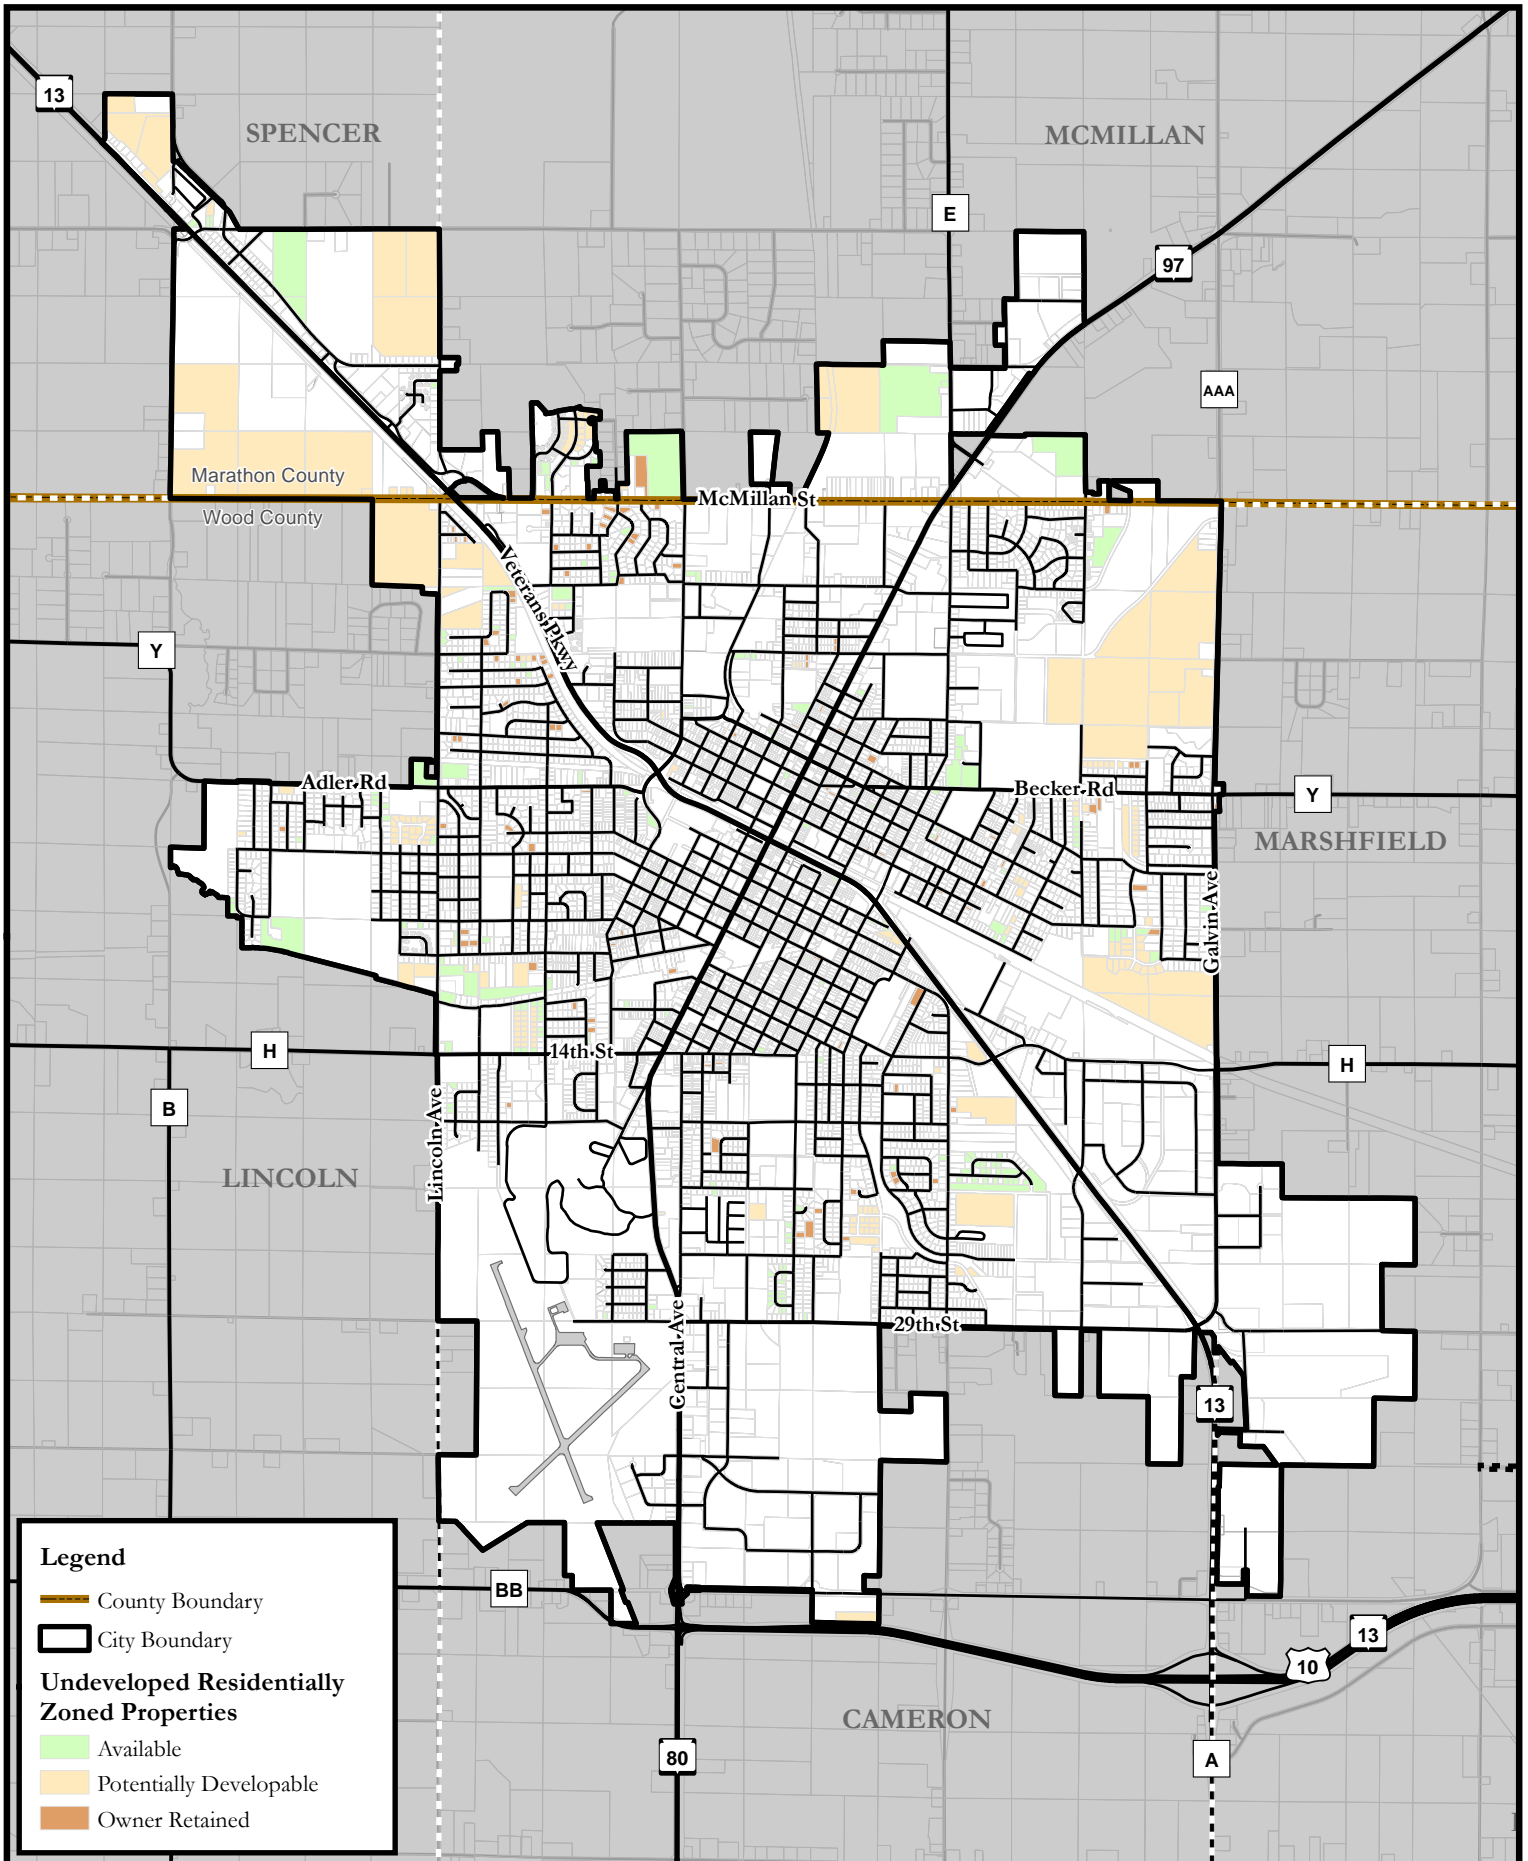 13
SPENCER
MCMILLAN
E
97
AAA
Marathon County
McMillan St
Wood County
Veterans Pkwy
Y
Adler Rd
Becker Rd
Y
MARSHFIELD
Galvin Ave
14th St
H
H
B
Lincoln Ave
LINCOLN
Central Ave
29th St
13
BB
13
10
CAMERON
80
A
Legend
County Boundary
City Boundary
Undeveloped Residentially
Zoned Properties
Available
Potentially Developable
Owner Retained